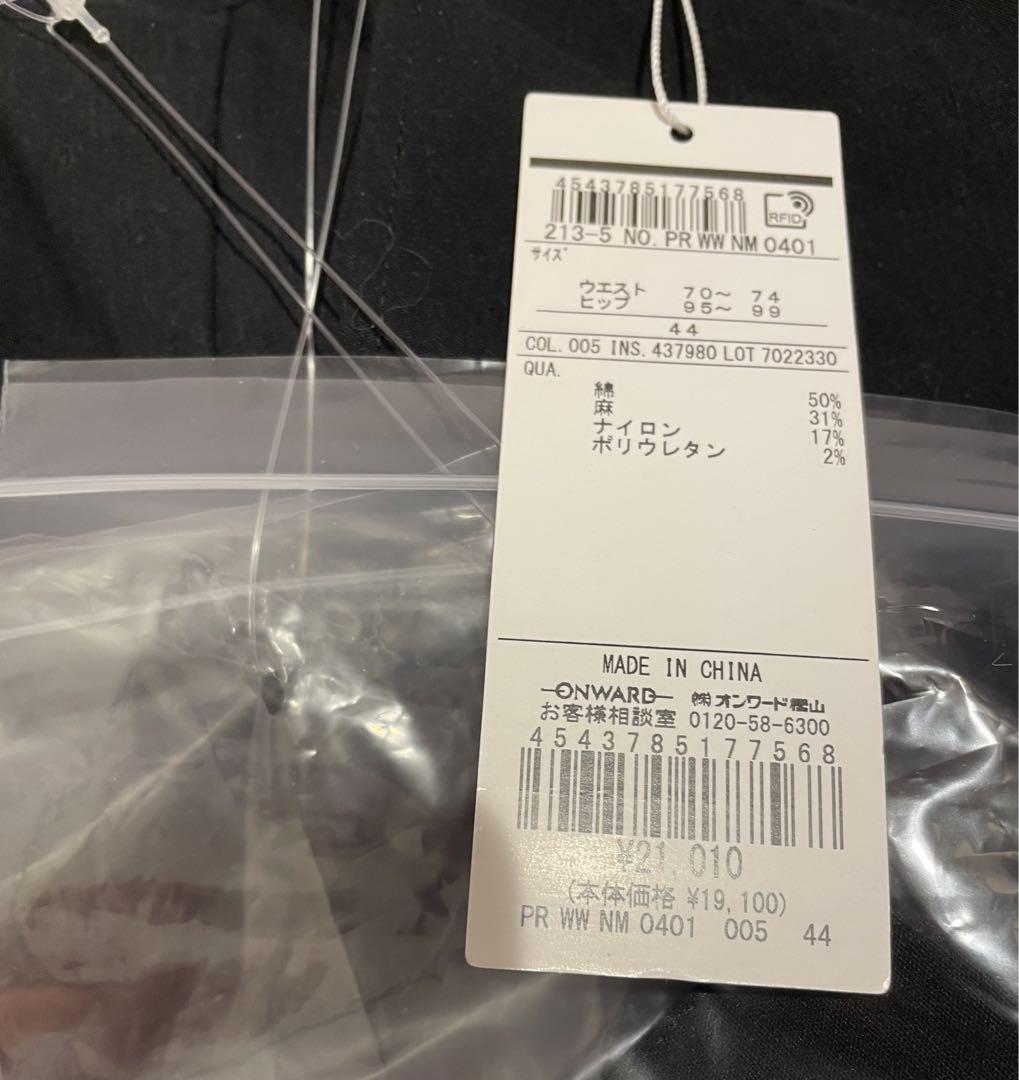 4543785177568
RFID
213-5 NO. PR WW NM 0401
サイズ
ウエスト 70～ 74
ヒップ 95～ 99
44
COL. 005 INS. 437980 LOT 7022330
QUA.
綿 50%
麻 31%
ナイロン 17%
ポリウレタン 2%
MADE IN CHINA
ONWARD ㈱オンワード樫山
お客様相談室 0120-58-6300
4543785177568
¥21,010
(本体価格 ¥19,100)
PR WW NM 0401 005 44